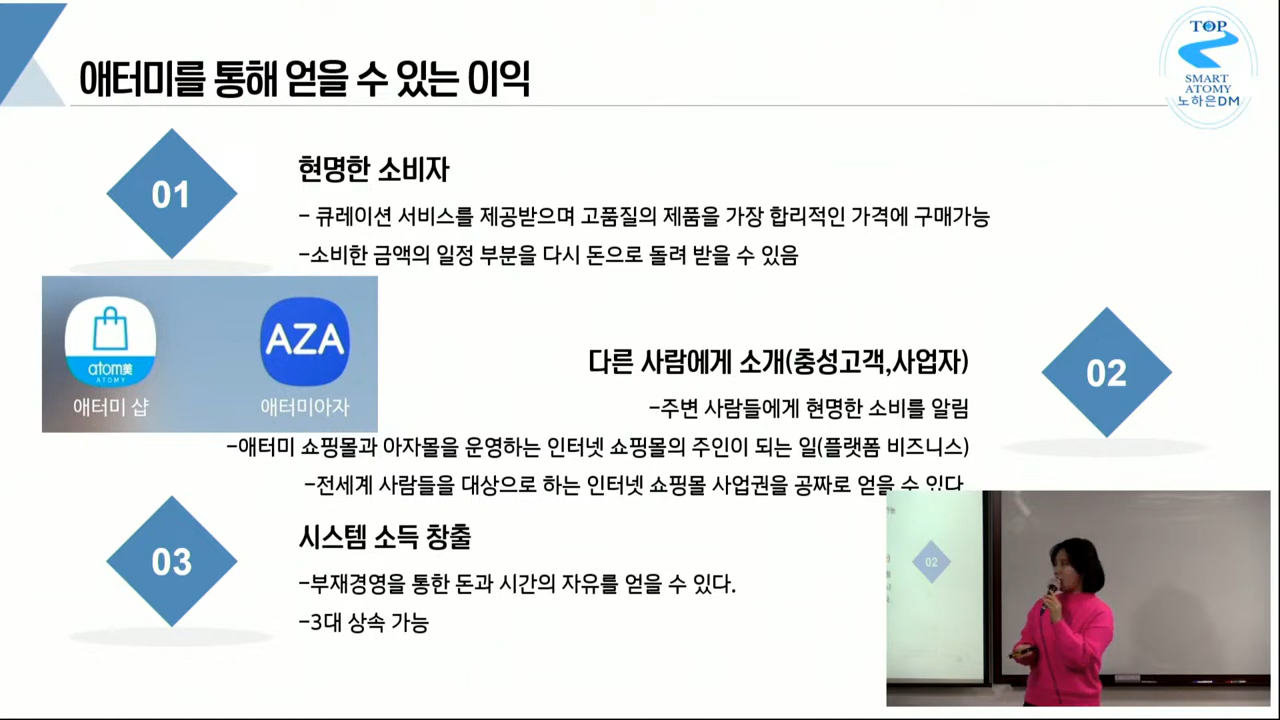 애터미를 통해 얻을 수 있는 이익
TOP
SMART
ATOMY
노하은DM
01
현명한 소비자
- 큐레이션 서비스를 제공받으며 고품질의 제품을 가장 합리적인 가격에 구매가능
-소비한 금액의 일정 부분을 다시 돈으로 돌려 받을 수 있음
atom美
ATOMY
애터미 샵
AZA
애터미아자
02
다른 사람에게 소개(충성고객,사업자)
-주변 사람들에게 현명한 소비를 알림
-애터미 쇼핑몰과 아자몰을 운영하는 인터넷 쇼핑몰의 주인이 되는 일(플랫폼 비즈니스)
-전세계 사람들을 대상으로 하는 인터넷 쇼핑몰 사업권을 공짜로 얻을 수 있다
03
시스템 소득 창출
-부재경영을 통한 돈과 시간의 자유를 얻을 수 있다.
-3대 상속 가능
02